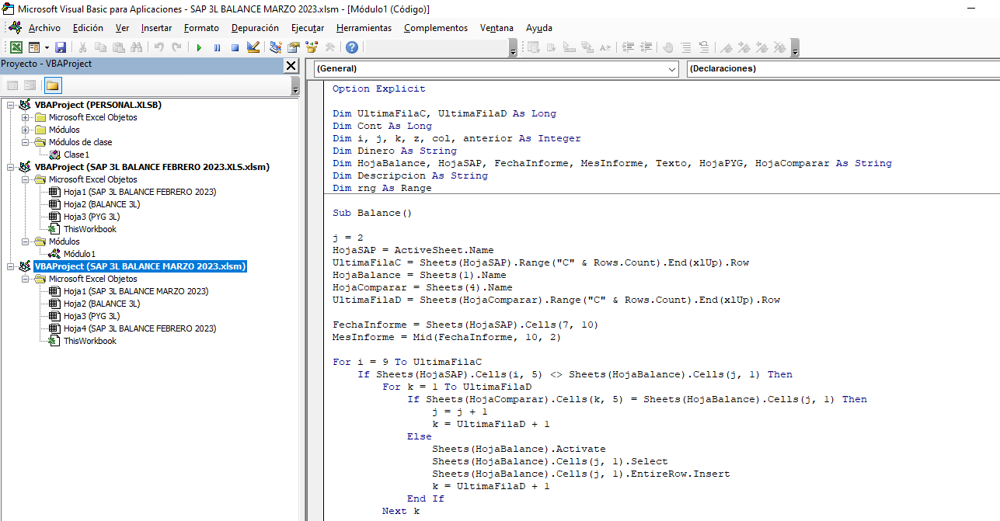 Microsoft Visual Basic para Aplicaciones - SAP 3L BALANCE MARZO 2023.xlsm - [Módulo1 (Código)]
Archivo Edición Ver Insertar Formato Depuración Ejecutar Herramientas Complementos Ventana Ayuda
Proyecto - VBAProject
VBAProject (PERSONAL.XLSB)
Microsoft Excel Objetos
Módulos
Módulos de clase
Clase1
VBAProject (SAP 3L BALANCE FEBRERO 2023.XLS.xlsm)
Microsoft Excel Objetos
Hoja1 (SAP 3L BALANCE FEBRERO 2023)
Hoja2 (BALANCE 3L)
Hoja3 (PYG 3L)
ThisWorkbook
Módulos
Módulo1
VBAProject (SAP 3L BALANCE MARZO 2023.xlsm)
Microsoft Excel Objetos
Hoja1 (SAP 3L BALANCE MARZO 2023)
Hoja2 (BALANCE 3L)
Hoja3 (PYG 3L)
Hoja4 (SAP 3L BALANCE FEBRERO 2023)
ThisWorkbook
(General) (Declaraciones)
Option Explicit
Dim UltimaFilaC, UltimaFilaD As Long
Dim Cont As Long
Dim i, j, k, z, col, anterior As Integer
Dim Dinero As String
Dim HojaBalance, HojaSAP, FechaInforme, MesInforme, Texto, HojaPYG, HojaComparar As String
Dim Descripcion As String
Dim rng As Range
Sub Balance()
j = 2
HojaSAP = ActiveSheet.Name
UltimaFilaC = Sheets(HojaSAP).Range("C" & Rows.Count).End(xlUp).Row
HojaBalance = Sheets(1).Name
HojaComparar = Sheets(4).Name
UltimaFilaD = Sheets(HojaComparar).Range("C" & Rows.Count).End(xlUp).Row
FechaInforme = Sheets(HojaSAP).Cells(7, 10)
MesInforme = Mid(FechaInforme, 10, 2)
For i = 9 To UltimaFilaC
If Sheets(HojaSAP).Cells(i, 5) <> Sheets(HojaBalance).Cells(j, 1) Then
For k = 1 To UltimaFilaD
If Sheets(HojaComparar).Cells(k, 5) = Sheets(HojaBalance).Cells(j, 1) Then
j = j + 1
k = UltimaFilaD + 1
Else
Sheets(HojaBalance).Activate
Sheets(HojaBalance).Cells(j, 1).Select
Sheets(HojaBalance).Cells(j, 1).EntireRow.Insert
k = UltimaFilaD + 1
End If
Next k